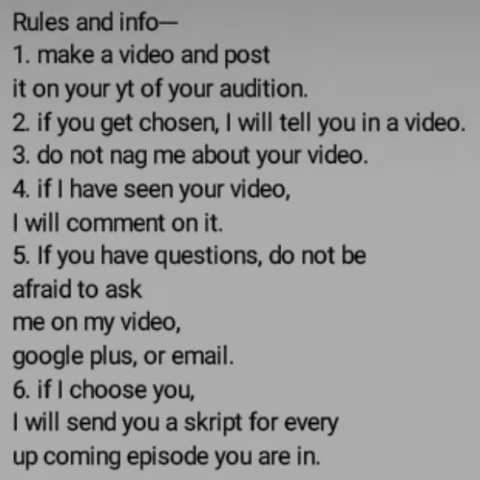 Rules and info—
1. make a video and post
it on your yt of your audition.
2. if you get chosen, I will tell you in a video.
3. do not nag me about your video.
4. if I have seen your video,
I will comment on it.
5. If you have questions, do not be
afraid to ask
me on my video,
google plus, or email.
6. if I choose you,
I will send you a skript for every
up coming episode you are in.